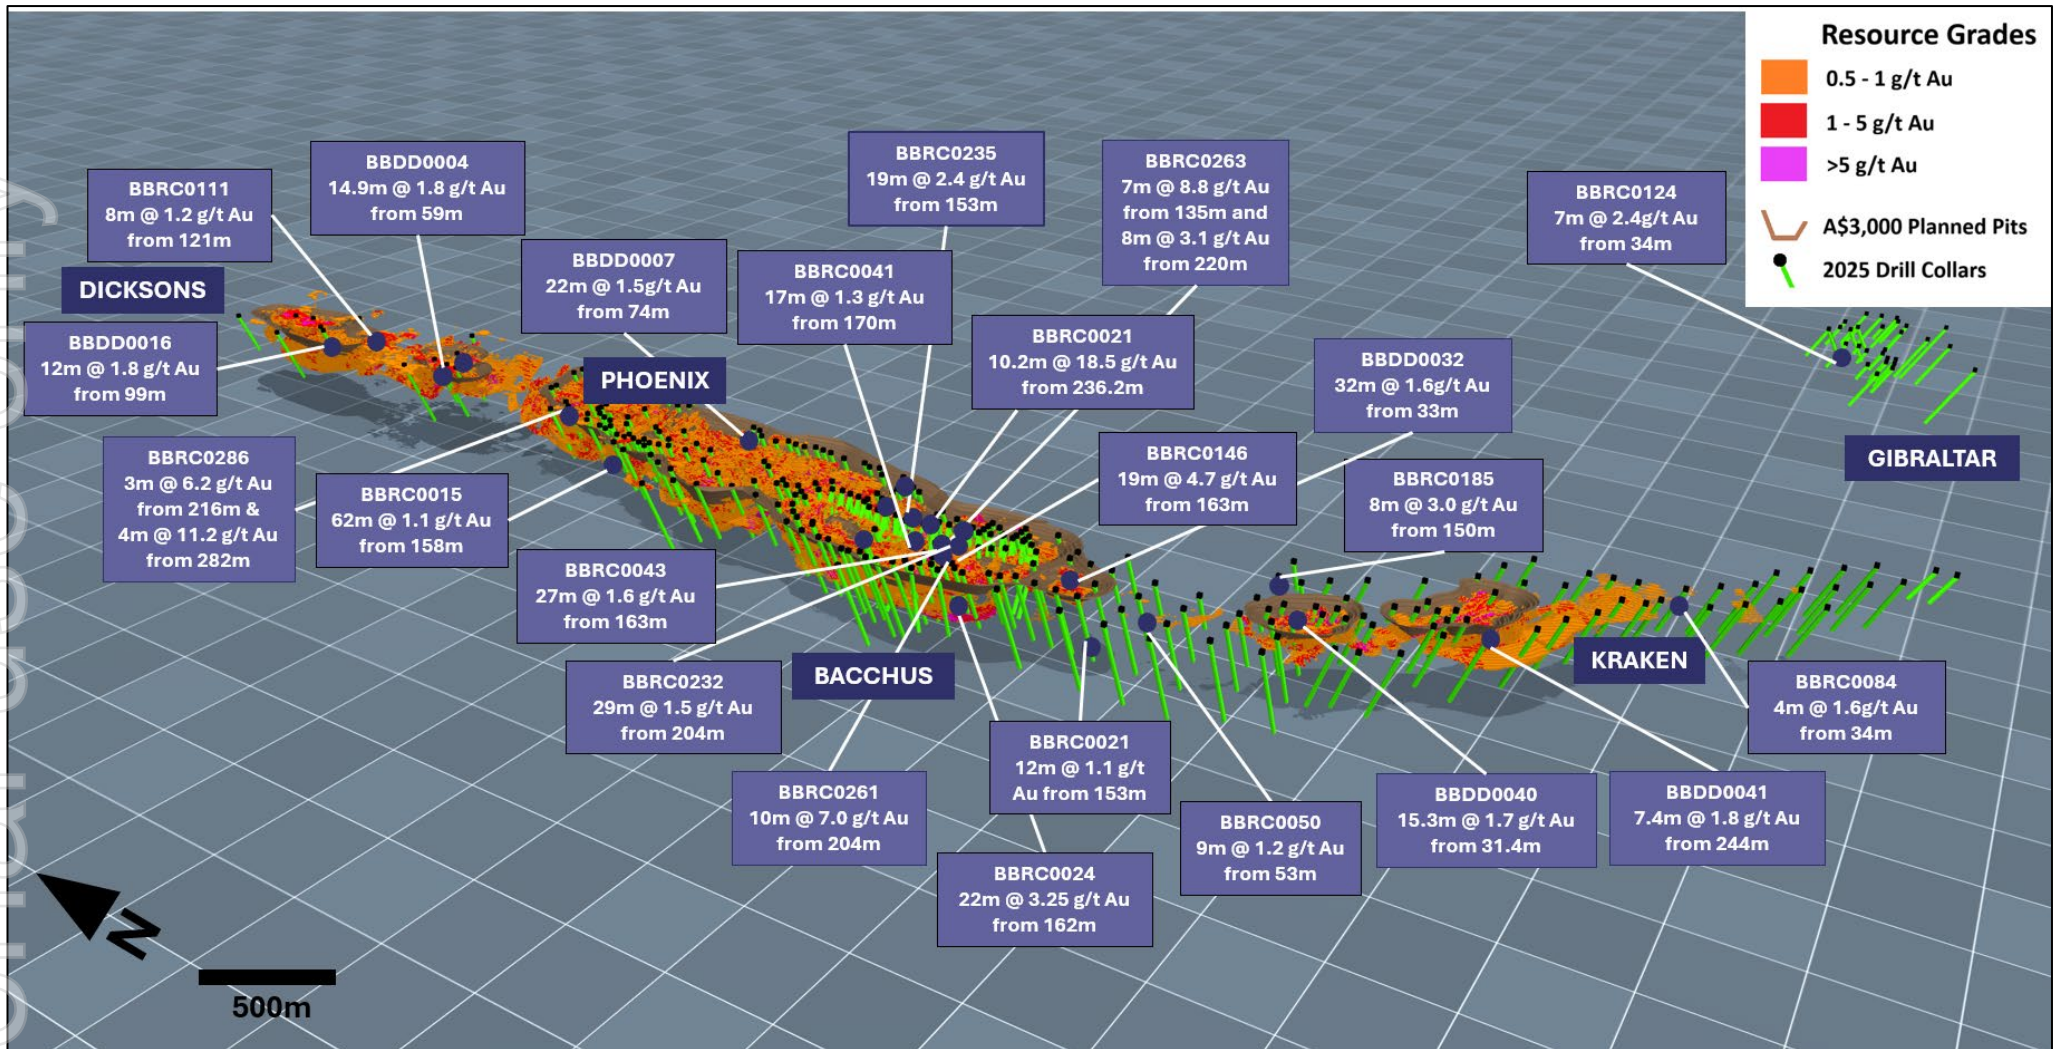 Resource Grades
0.5 - 1 g/t Au
1 - 5 g/t Au
>5 g/t Au
A$3,000 Planned Pits
2025 Drill Collars
BBRC0111
8m @ 1.2 g/t Au
from 121m
BBDD0004
14.9m @ 1.8 g/t Au
from 59m
BBRC0235
19m @ 2.4 g/t Au
from 153m
BBRC0263
7m @ 8.8 g/t Au
from 135m and
8m @ 3.1 g/t Au
from 220m
BBRC0124
7m @ 2.4g/t Au
from 34m
DICKSONS
BBDD0007
22m @ 1.5g/t Au
from 74m
BBRC0041
17m @ 1.3 g/t Au
from 170m
BBDD0016
12m @ 1.8 g/t Au
from 99m
PHOENIX
BBRC0021
10.2m @ 18.5 g/t Au
from 236.2m
BBDD0032
32m @ 1.6g/t Au
from 33m
GIBRALTAR
BBRC0286
3m @ 6.2 g/t Au
from 216m &
4m @ 11.2 g/t Au
from 282m
BBRC0015
62m @ 1.1 g/t Au
from 158m
BBRC0146
19m @ 4.7 g/t Au
from 163m
BBRC0185
8m @ 3.0 g/t Au
from 150m
BBRC0043
27m @ 1.6 g/t Au
from 163m
BACCHUS
KRAKEN
BBRC0232
29m @ 1.5 g/t Au
from 204m
BBRC0084
4m @ 1.6g/t Au
from 34m
BBRC0021
12m @ 1.1 g/t
Au from 153m
BBRC0261
10m @ 7.0 g/t Au
from 204m
BBRC0050
9m @ 1.2 g/t Au
from 53m
BBDD0040
15.3m @ 1.7 g/t Au
from 31.4m
BBDD0041
7.4m @ 1.8 g/t Au
from 244m
BBRC0024
22m @ 3.25 g/t Au
from 162m
N
500m